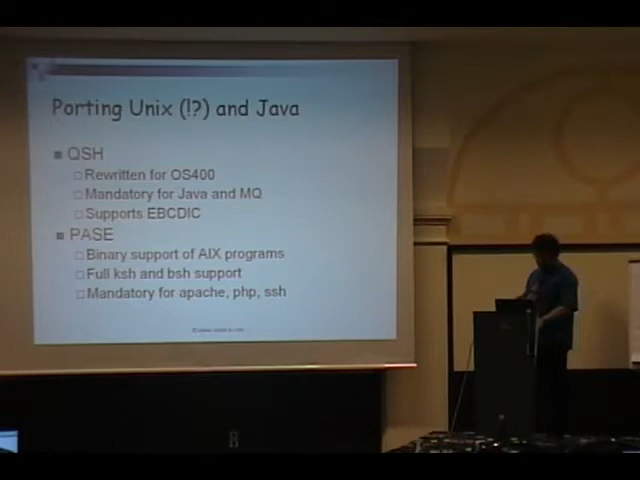 Porting Unix (!?) and Java
QSH
Rewritten for OS400
Mandatory for Java and MQ
Supports EBCDIC
PASE
Binary support of AIX programs
Full ksh and bsh support
Mandatory for apache, php, ssh